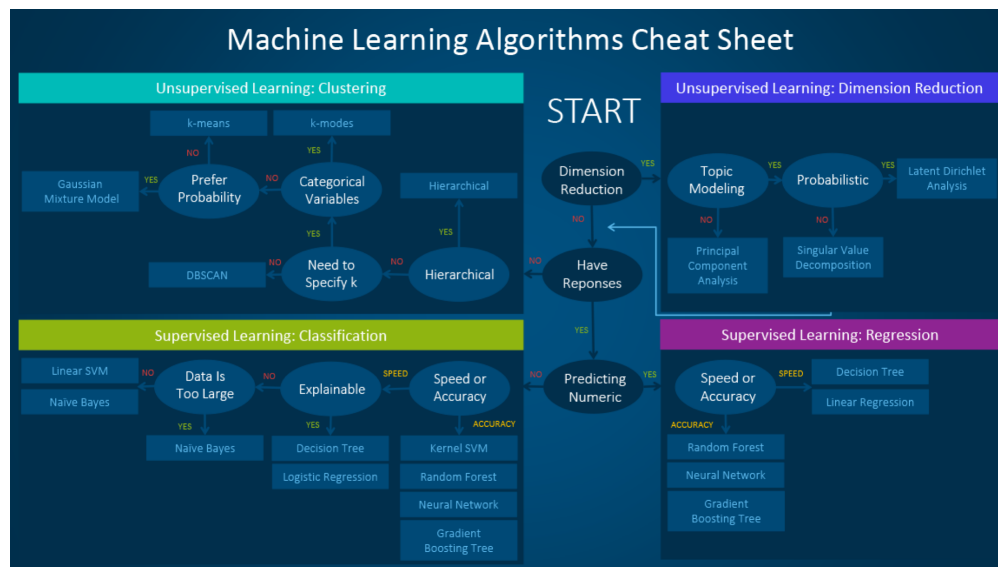 Machine Learning Algorithms Cheat Sheet
Unsupervised Learning: Clustering
START
Unsupervised Learning: Dimension Reduction
k-means
k-modes
NO
YES
Gaussian
Mixture Model
YES
Prefer
Probability
NO
Categorical
Variables
Hierarchical
YES
YES
DBSCAN
NO
Need to
Specify k
NO
Hierarchical
NO
Dimension
Reduction
YES
NO
Have
Reponses
YES
Topic
Modeling
YES
Probabilistic
YES
Latent Dirichlet
Analysis
NO
NO
Principal
Component
Analysis
Singular Value
Decomposition
Supervised Learning: Classification
Supervised Learning: Regression
Linear SVM
Naïve Bayes
NO
Data Is
Too Large
NO
Explainable
SPEED
Speed or
Accuracy
NO
Predicting
Numeric
YES
Speed or
Accuracy
SPEED
Decision Tree
Linear Regression
YES
YES
ACCURACY
ACCURACY
Naïve Bayes
Decision Tree
Logistic Regression
Kernel SVM
Random Forest
Neural Network
Gradient
Boosting Tree
Random Forest
Neural Network
Gradient
Boosting Tree